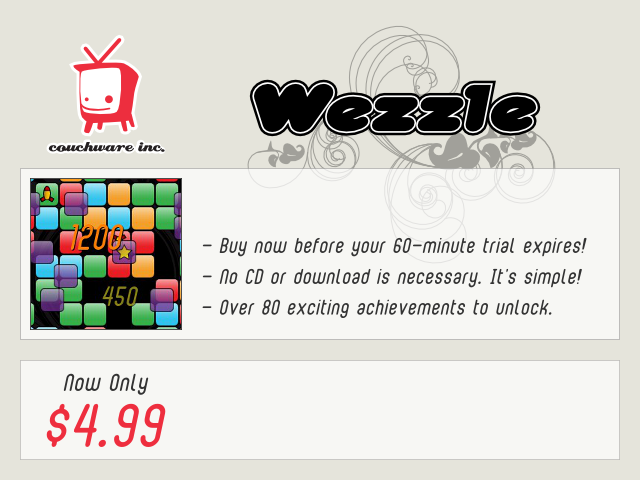 couchware inc.
Wezzle
1200
450
– Buy now before your 60-minute trial expires!
– No CD or download is necessary. It's simple!
– Over 80 exciting achievements to unlock.
Now Only
$4.99